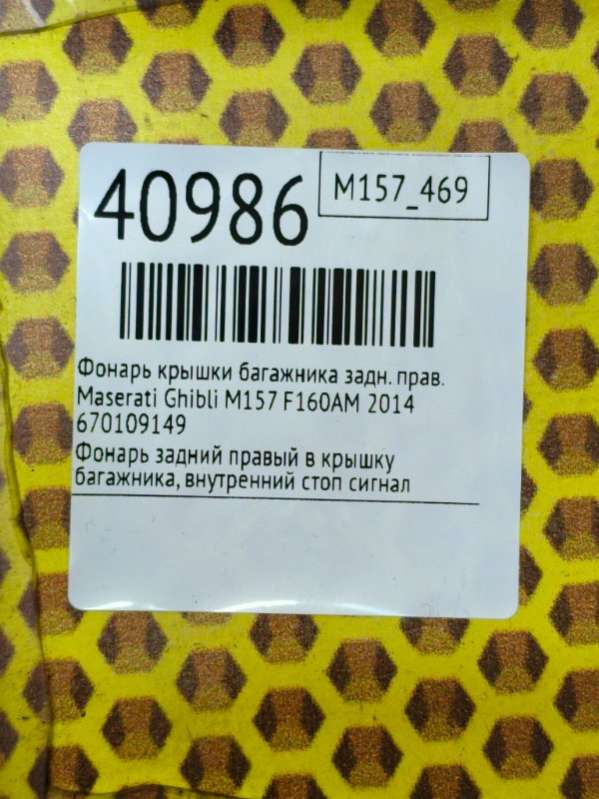 40986
M157_469
Фонарь крышки багажника задн. прав.
Maserati Ghibli M157 F160AM 2014
670109149
Фонарь задний правый в крышку
багажника, внутренний стоп сигнал